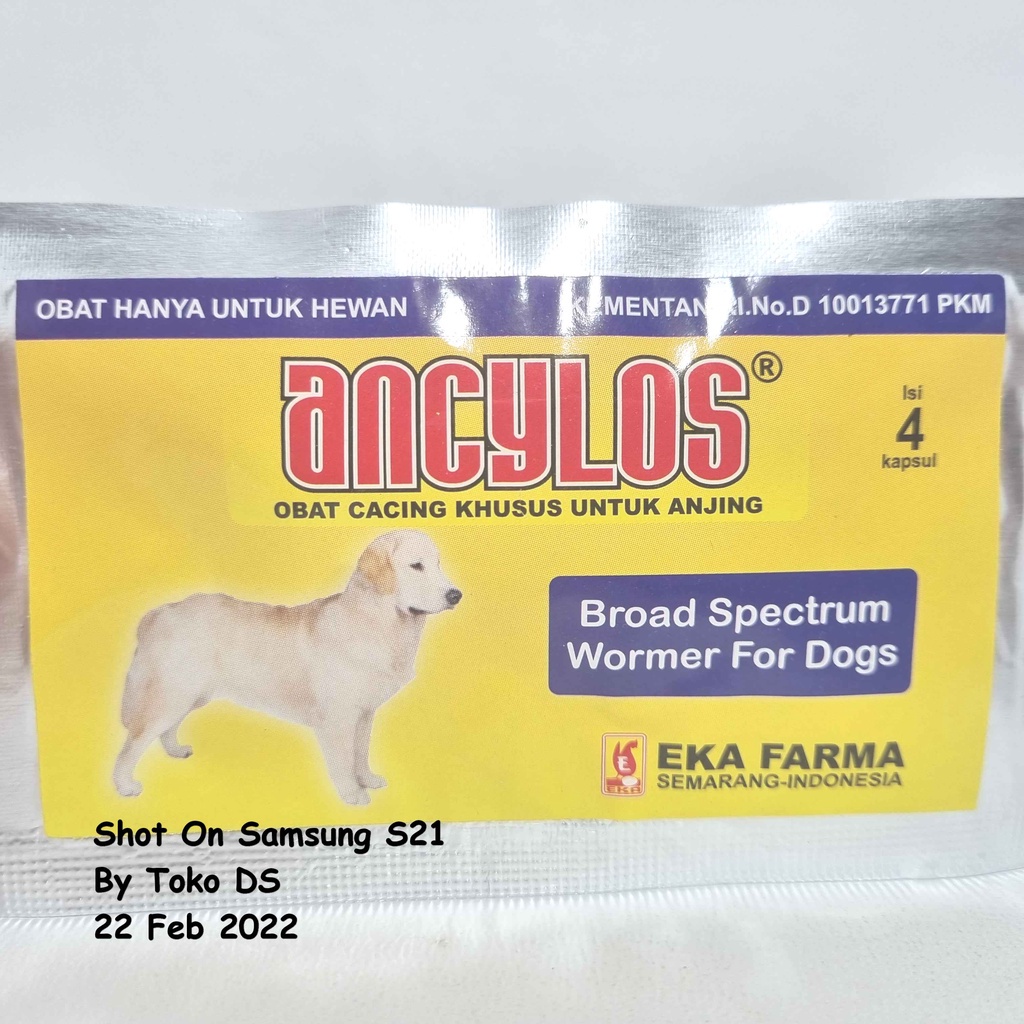 OBAT HANYA UNTUK HEWAN
KEMENTAN RI.No.D 10013771 PKM
ancyLos®
OBAT CACING KHUSUS UNTUK ANJING
Isi
4
kapsul
Broad Spectrum
Wormer For Dogs
EKA
EKA FARMA
SEMARANG-INDONESIA
Shot On Samsung S21
By Toko DS
22 Feb 2022